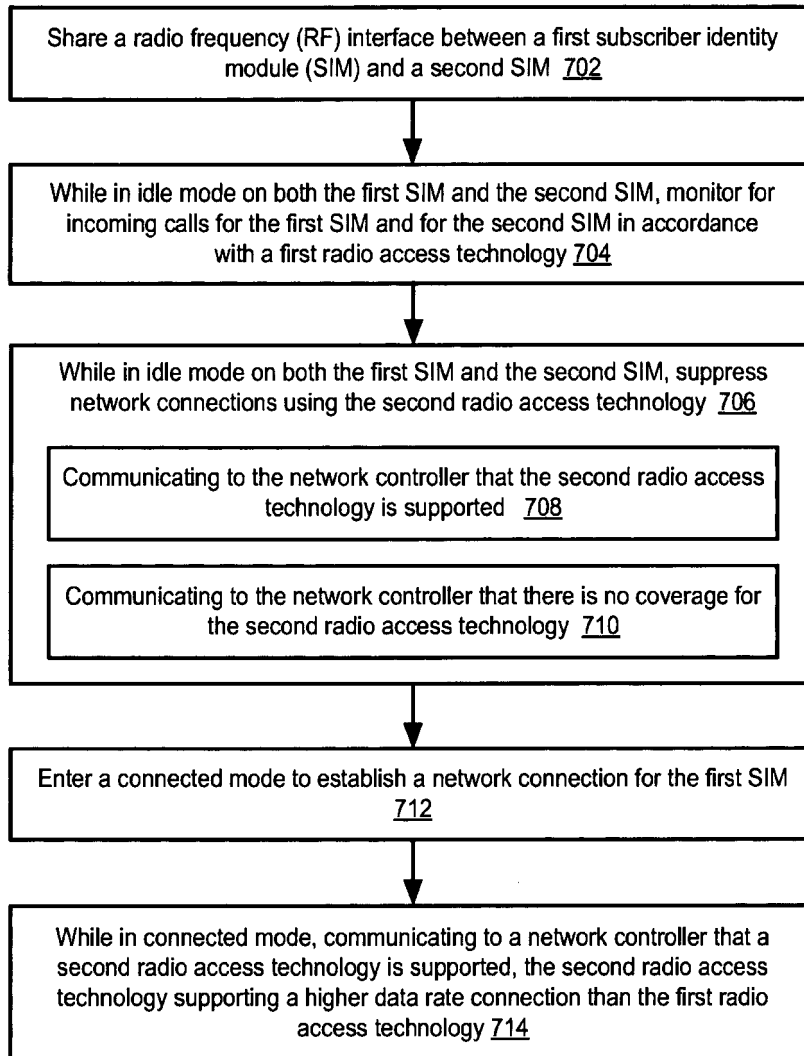 Share a radio frequency (RF) interface between a first subscriber identity
module (SIM) and a second SIM 702
While in idle mode on both the first SIM and the second SIM, monitor for
incoming calls for the first SIM and for the second SIM in accordance
with a first radio access technology 704
While in idle mode on both the first SIM and the second SIM, suppress
network connections using the second radio access technology 706
Communicating to the network controller that the second radio access
technology is supported 708
Communicating to the network controller that there is no coverage for
the second radio access technology 710
Enter a connected mode to establish a network connection for the first SIM
712
While in connected mode, communicating to a network controller that a
second radio access technology is supported, the second radio access
technology supporting a higher data rate connection than the first radio
access technology 714